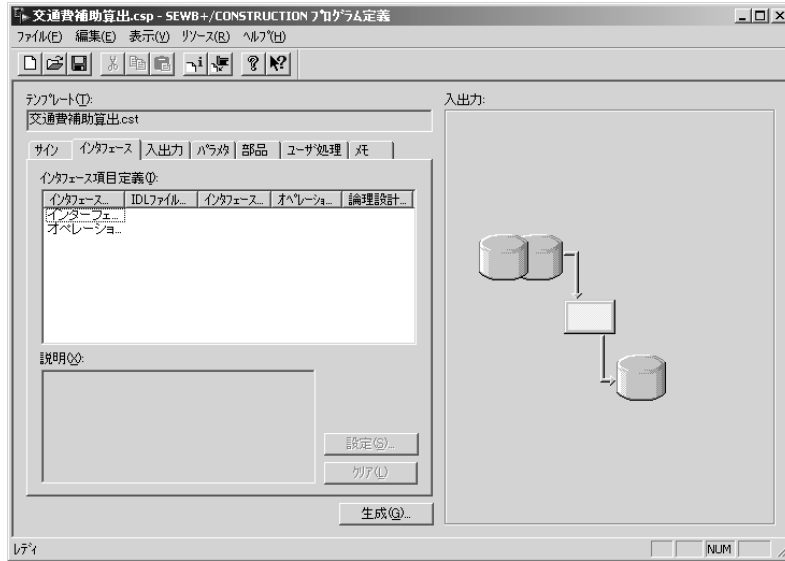 交通費補助算出.csp - SEWB+/CONSTRUCTION ﾌﾟﾛｸﾞﾗﾑ定義
ﾌｧｲﾙ(F) 編集(E) 表示(V) ﾘｿｰｽ(R) ﾍﾙﾌﾟ(H)
ﾃﾝﾌﾟﾚｰﾄ(T):
交通費補助算出.cst
ｻｲﾝ ｲﾝﾀﾌｪｰｽ 入出力 ﾊﾟﾗﾒﾀ 部品 ﾕｰｻﾞ処理 ﾒﾓ
ｲﾝﾀﾌｪｰｽ項目定義(I):
ｲﾝﾀﾌｪｰｽ... IDLﾌｧｲﾙ... ｲﾝﾀﾌｪｰｽ... ｵﾍﾟﾚｰｼｮ... 論理設計...
インターフェ...
オペレーショ...
説明(X):
設定(S)...
ｸﾘｱ(L)
生成(G)...
入出力:
ﾚﾃﾞｨ
NUM